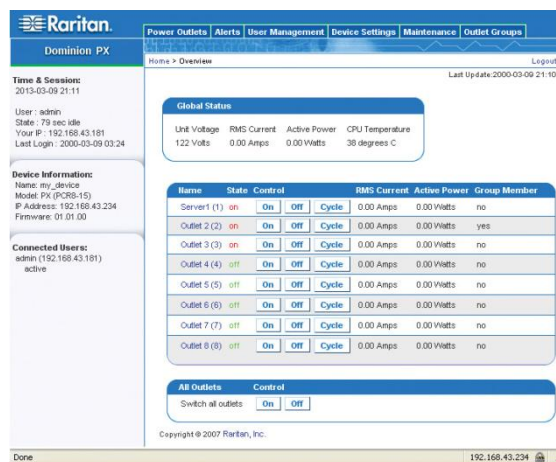 Raritan.
Power Outlets Alerts User Management Device Settings Maintenance Outlet Groups
Dominion PX
Home > Overview
Logout
Time & Session:
2013-03-09 21:11
User : admin
State : 79 sec idle
Your IP : 192.168.43.181
Last Login : 2000-03-09 03:24
Device Information:
Name: my_device
Model: PX (PCR8-15)
IP Address: 192.168.43.234
Firmware: 01.01.00
Connected Users:
admin (192.168.43.181)
active
Last Update:2000-03-09 21:10
Global Status
Unit Voltage RMS Current Active Power CPU Temperature
122 Volts 0.00 Amps 0.00 Watts 38 degrees C
Name State Control RMS Current Active Power Group Member
Server1 (1) on On Off Cycle 0.00 Amps 0.00 Watts no
Outlet 2 (2) on On Off Cycle 0.00 Amps 0.00 Watts yes
Outlet 3 (3) on On Off Cycle 0.00 Amps 0.00 Watts no
Outlet 4 (4) off On Off Cycle 0.00 Amps 0.00 Watts no
Outlet 5 (5) off On Off Cycle 0.00 Amps 0.00 Watts no
Outlet 6 (6) off On Off Cycle 0.00 Amps 0.00 Watts no
Outlet 7 (7) off On Off Cycle 0.00 Amps 0.00 Watts no
Outlet 8 (8) off On Off Cycle 0.00 Amps 0.00 Watts no
All Outlets Control
Switch all outlets On Off
Copyright © 2007 Raritan, Inc.
Done
192.168.43.234